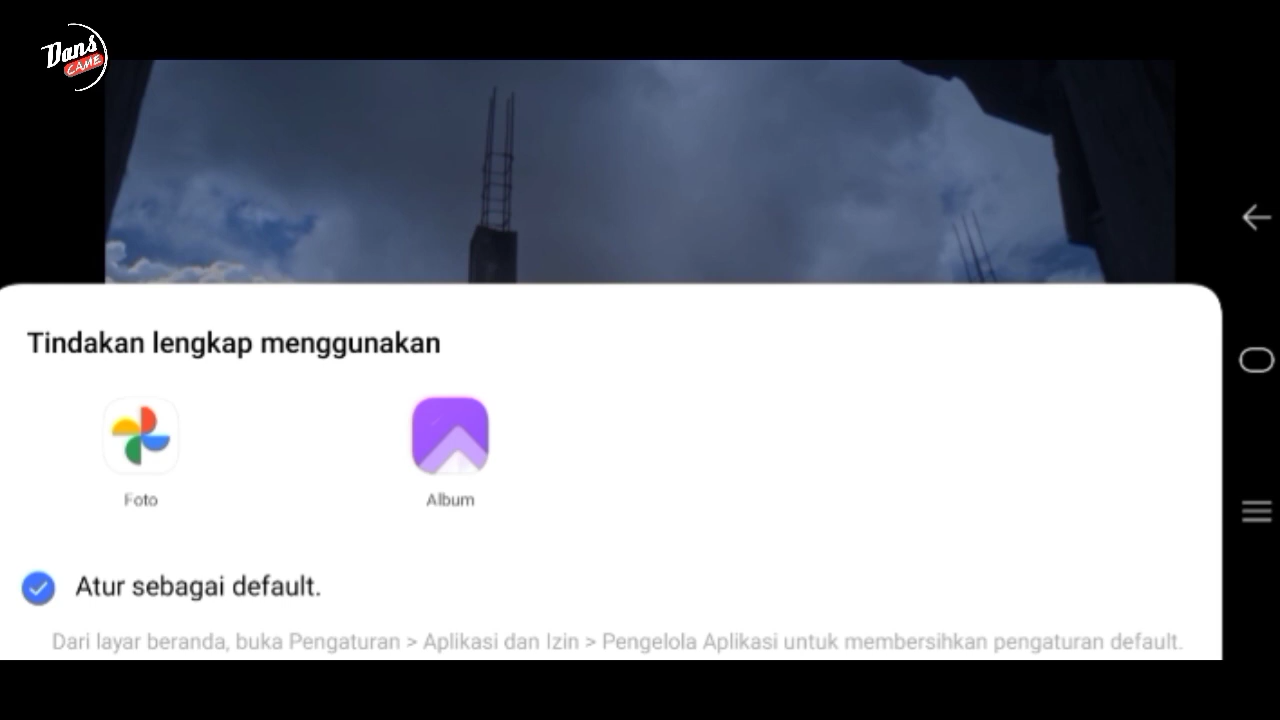 Dans
CAME
Tindakan lengkap menggunakan
Foto
Album
Atur sebagai default.
Dari layar beranda, buka Pengaturan > Aplikasi dan Izin > Pengelola Aplikasi untuk membersihkan pengaturan default.